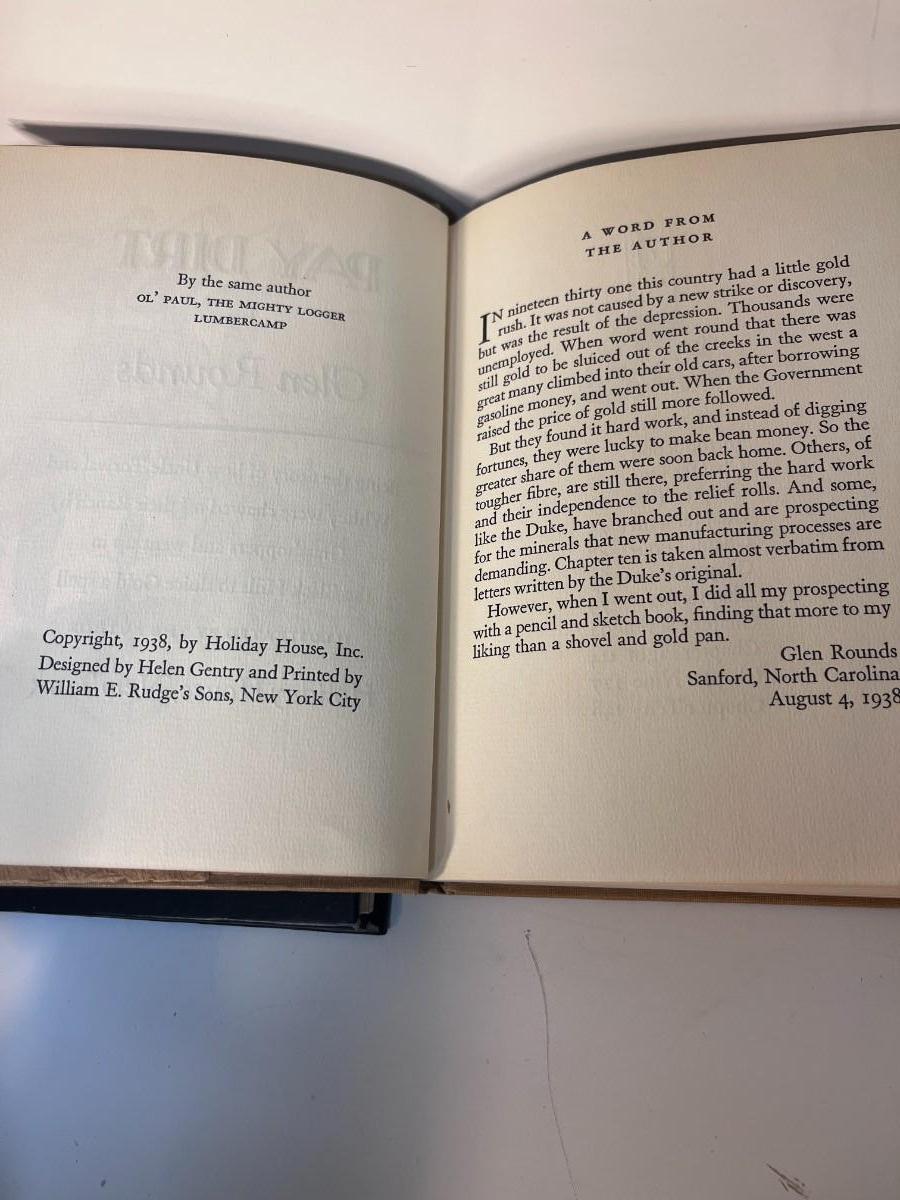 By the same author
OL' PAUL, THE MIGHTY LOGGER
LUMBERCAMP
Copyright, 1938, by Holiday House, Inc.
Designed by Helen Gentry and Printed by
William E. Rudge's Sons, New York City
A WORD FROM
THE AUTHOR
IN nineteen thirty one this country had a little gold
rush. It was not caused by a new strike or discovery,
but was the result of the depression. Thousands were
unemployed. When word went round that there was
still gold to be sluiced out of the creeks in the west a
great many climbed into their old cars, after borrowing
gasoline money, and went out. When the Government
raised the price of gold still more followed.
But they found it hard work, and instead of digging
fortunes, they were lucky to make bean money. So the
greater share of them were soon back home. Others, of
tougher fibre, are still there, preferring the hard work
and their independence to the relief rolls. And some,
like the Duke, have branched out and are prospecting
for the minerals that new manufacturing processes are
demanding. Chapter ten is taken almost verbatim from
letters written by the Duke's original.
However, when I went out, I did all my prospecting
with a pencil and sketch book, finding that more to my
liking than a shovel and gold pan.
Glen Rounds
Sanford, North Carolina
August 4, 1938